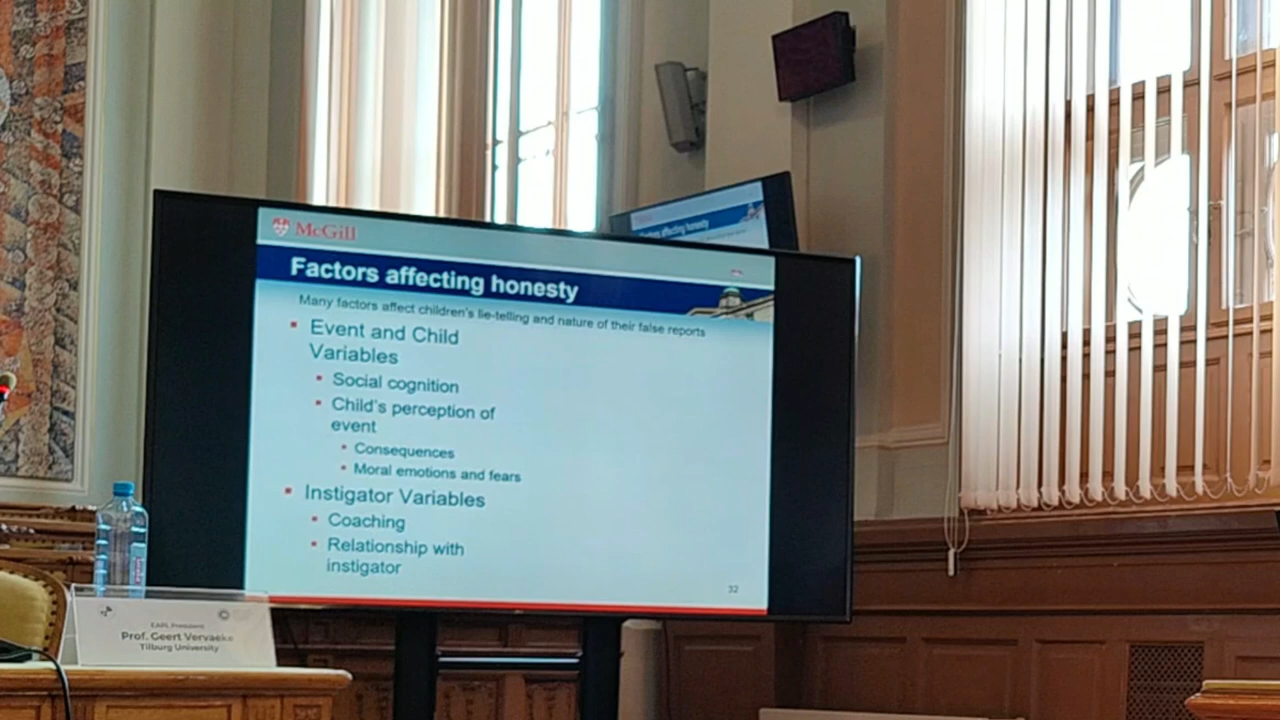 McGill
Factors affecting honesty
Many factors affect children's lie-telling and nature of their false reports
Event and Child
Variables
Social cognition
Child's perception of
event
Consequences
Moral emotions and fears
Instigator Variables
Coaching
Relationship with
instigator
32
Factors affecting honesty
EAPL President
Prof. Geert Vervaeke
Tilburg University